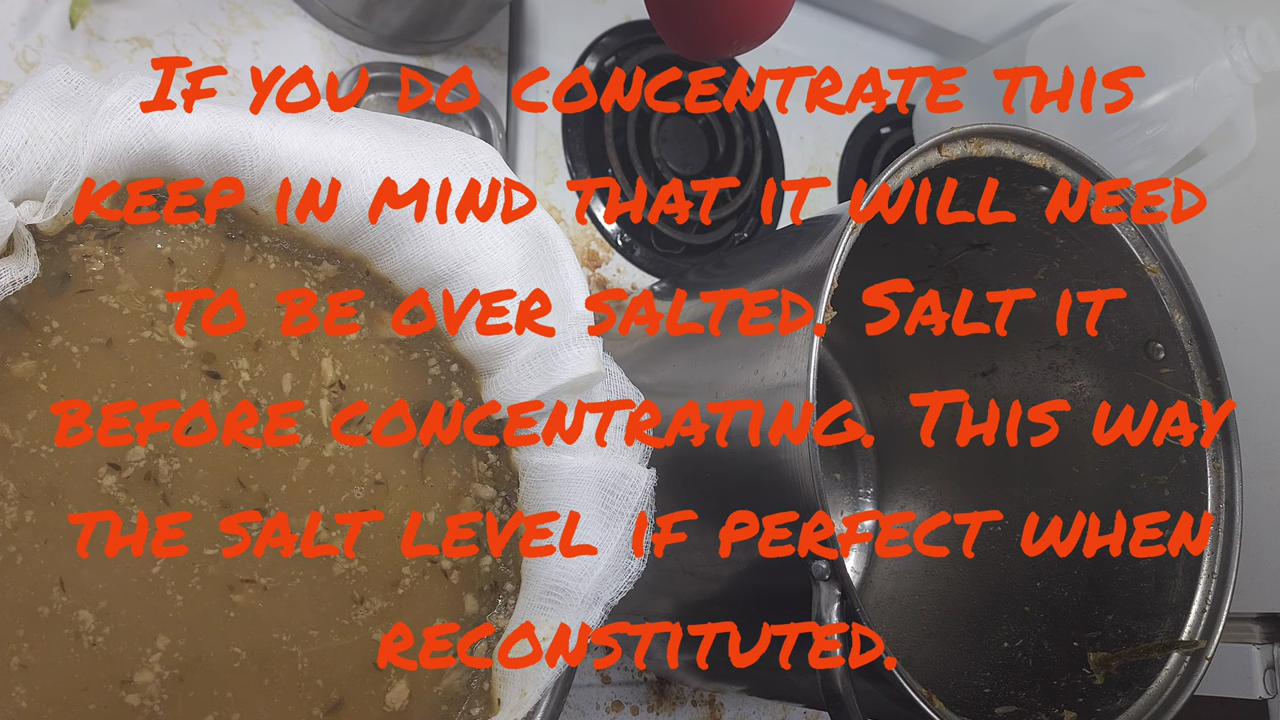 If you do concentrate this
keep in mind that it will need
to be over salted. Salt it
before concentrating. This way
the salt level if perfect when
reconstituted.